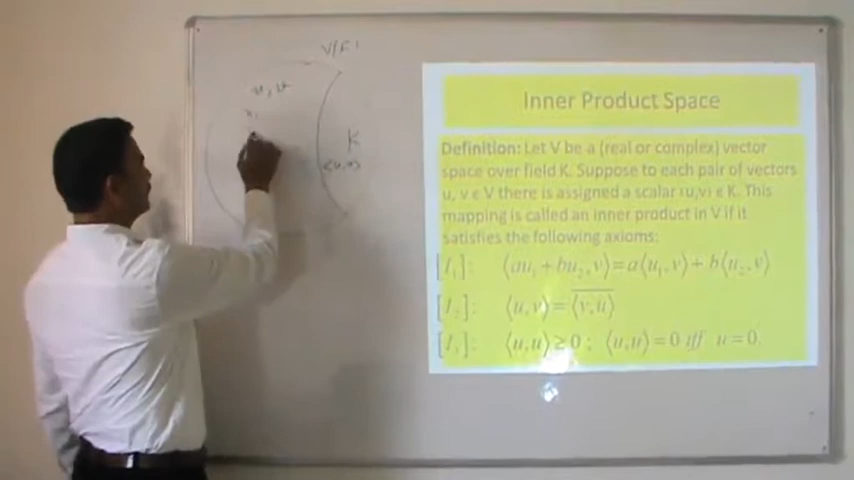 V/F
u, v
K
<u,v>
Inner Product Space
Definition: Let V be a (real or complex) vector
space over field K. Suppose to each pair of vectors
u, v ε V there is assigned a scalar ‹u,v› ε K. This
mapping is called an inner product in V if it
satisfies the following axioms:
[I₁]: ⟨au₁ + bu₂, v⟩ = a⟨u₁, v⟩ + b⟨u₂, v⟩
[I₂]: ⟨u, v⟩ = \overline{⟨v, u⟩}
[I₃]: ⟨u, u⟩ ≥ 0 ; ⟨u, u⟩ = 0 iff u = 0.